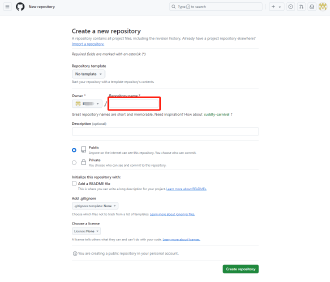 New repository
Type / to search
Create a new repository
A repository contains all project files, including the revision history. Already have a project repository elsewhere?
Import a repository.
Required fields are marked with an asterisk (*).
Repository template
No template
Start your repository with a template repository's contents.
Owner *
Repository name *
/
Great repository names are short and memorable. Need inspiration? How about
Description (optional)
Public
Anyone on the internet can see this repository. You choose who can commit.
Private
You choose who can see and commit to this repository.
Initialize this repository with:
Add a README file
This is where you can write a long description for your project. Learn more about READMEs.
Add .gitignore
.gitignore template: None
Choose which files not to track from a list of templates. Learn more about ignoring files.
Choose a license
License: None
A license tells others what they can and can't do with your code. Learn more about licenses.
You are creating a public repository in your personal account.
Create repository